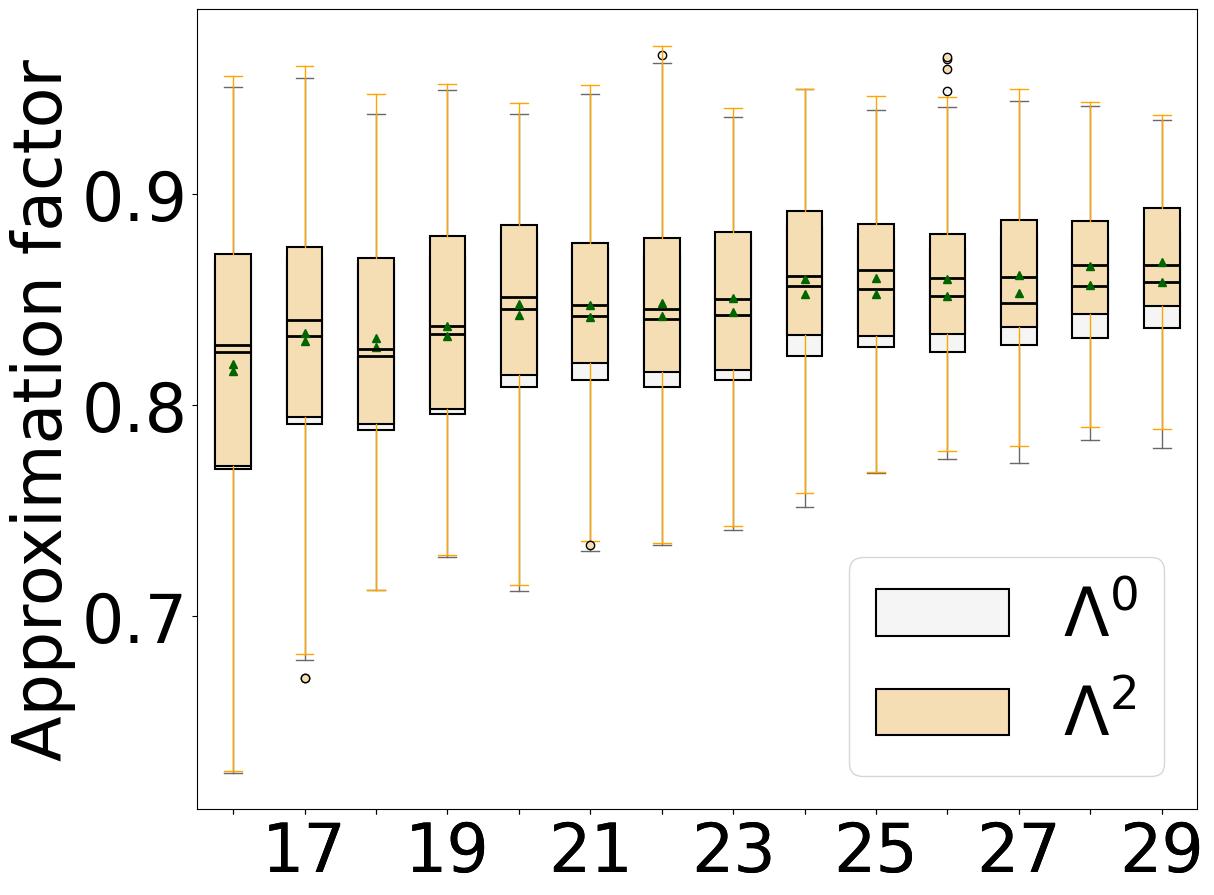 Approximation factor
0.9
0.8
0.7
Λ⁰
Λ²
17 19 21 23 25 27 29